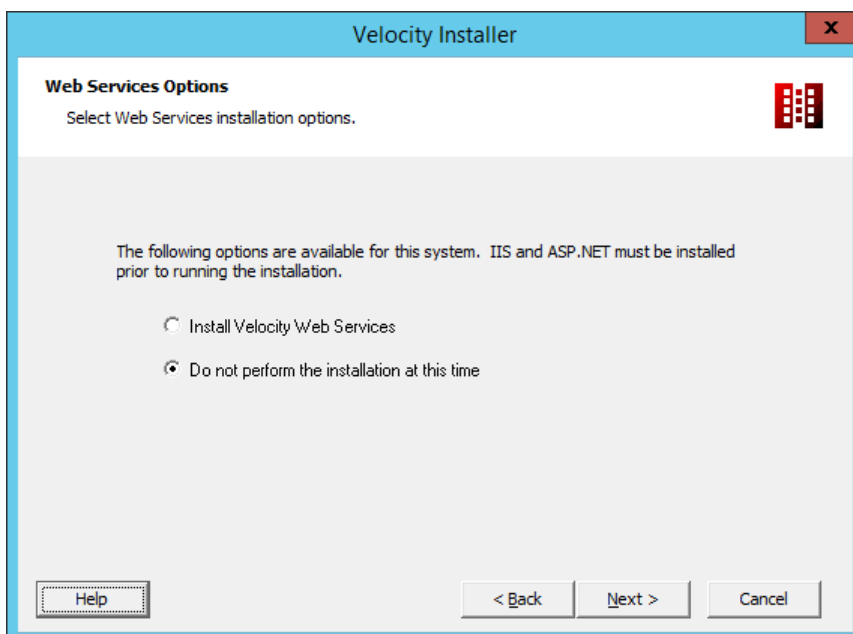 Velocity Installer
x
Web Services Options
Select Web Services installation options.
The following options are available for this system.  IIS and ASP.NET must be installed
prior to running the installation.
Install Velocity Web Services
Do not perform the installation at this time
Help
< Back
Next >
Cancel